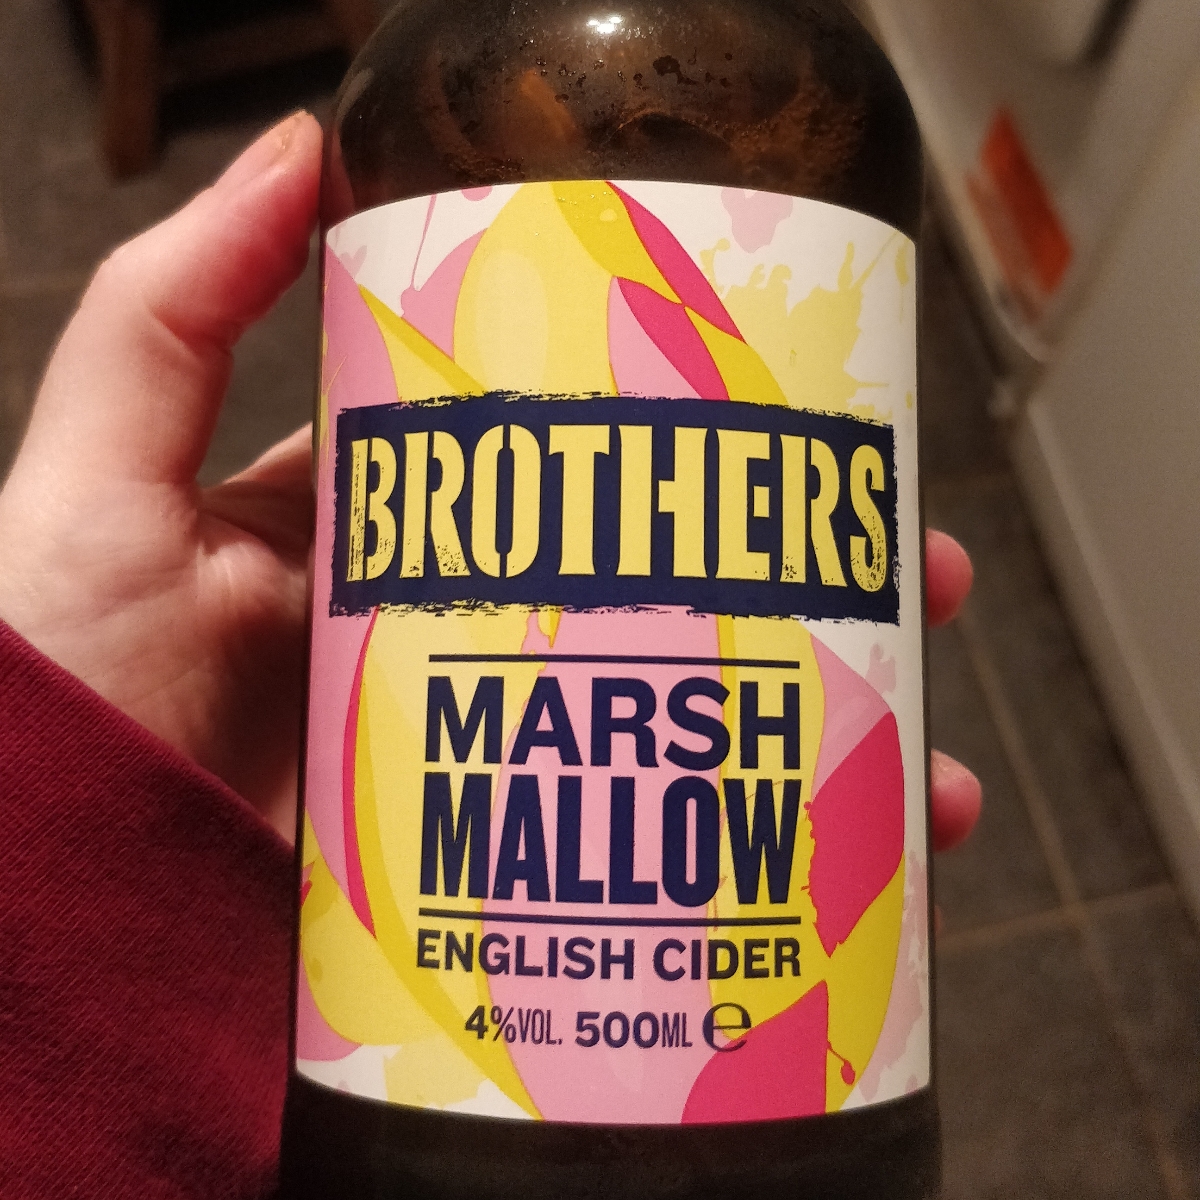 BROTHERS
MARSH
MALLOW
ENGLISH CIDER
4%VOL. 500ML ℮